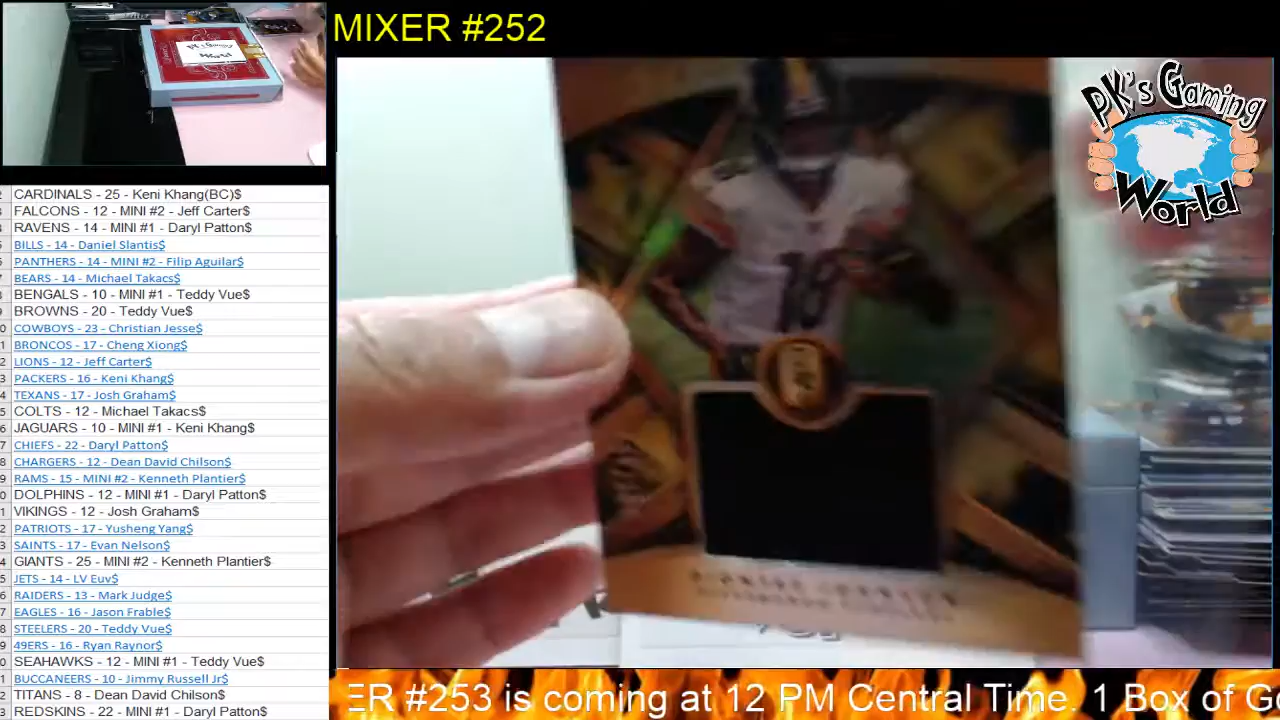 MIXER #252
PK's Gaming World
CARDINALS - 25 - Keni Khang(BC)$
FALCONS - 12 - MINI #2 - Jeff Carter$
RAVENS - 14 - MINI #1 - Daryl Patton$
BILLS - 14 - Daniel Slantis$
PANTHERS - 14 - MINI #2 - Filip Aguilar$
BEARS - 14 - Michael Takacs$
BENGALS - 10 - MINI #1 - Teddy Vue$
BROWNS - 20 - Teddy Vue$
COWBOYS - 23 - Christian Jesse$
BRONCOS - 17 - Cheng Xiong$
LIONS - 12 - Jeff Carter$
PACKERS - 16 - Keni Khang$
TEXANS - 17 - Josh Graham$
COLTS - 12 - Michael Takacs$
JAGUARS - 10 - MINI #1 - Keni Khang$
CHIEFS - 22 - Daryl Patton$
CHARGERS - 12 - Dean David Chilson$
RAMS - 15 - MINI #2 - Kenneth Plantier$
DOLPHINS - 12 - MINI #1 - Daryl Patton$
VIKINGS - 12 - Josh Graham$
PATRIOTS - 17 - Yusheng Yang$
SAINTS - 17 - Evan Nelson$
GIANTS - 25 - MINI #2 - Kenneth Plantier$
JETS - 14 - LV Euv$
RAIDERS - 13 - Mark Judge$
EAGLES - 16 - Jason Frable$
STEELERS - 20 - Teddy Vue$
49ERS - 16 - Ryan Raynor$
SEAHAWKS - 12 - MINI #1 - Teddy Vue$
BUCCANEERS - 10 - Jimmy Russell Jr$
TITANS - 8 - Dean David Chilson$
REDSKINS - 22 - MINI #1 - Daryl Patton$
18
ER #253 is coming at 12 PM Central Time. 1 Box of G